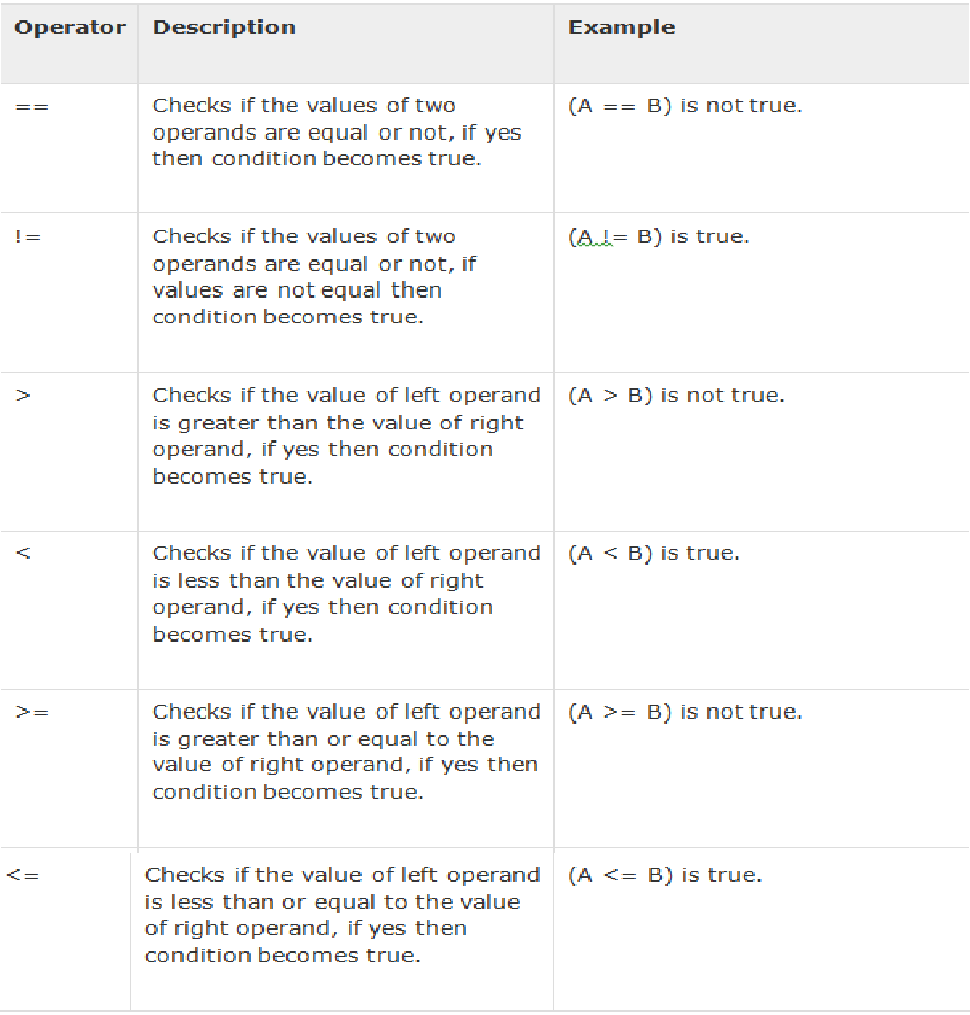 Operator Description Example
== Checks if the values of two (A == B) is not true.
operands are equal or not, if yes
then condition becomes true.
!= Checks if the values of two (A != B) is true.
operands are equal or not, if
values are not equal then
condition becomes true.
> Checks if the value of left operand (A > B) is not true.
is greater than the value of right
operand, if yes then condition
becomes true.
< Checks if the value of left operand (A < B) is true.
is less than the value of right
operand, if yes then condition
becomes true.
>= Checks if the value of left operand (A >= B) is not true.
is greater than or equal to the
value of right operand, if yes then
condition becomes true.
<= Checks if the value of left operand (A <= B) is true.
is less than or equal to the value
of right operand, if yes then
condition becomes true.